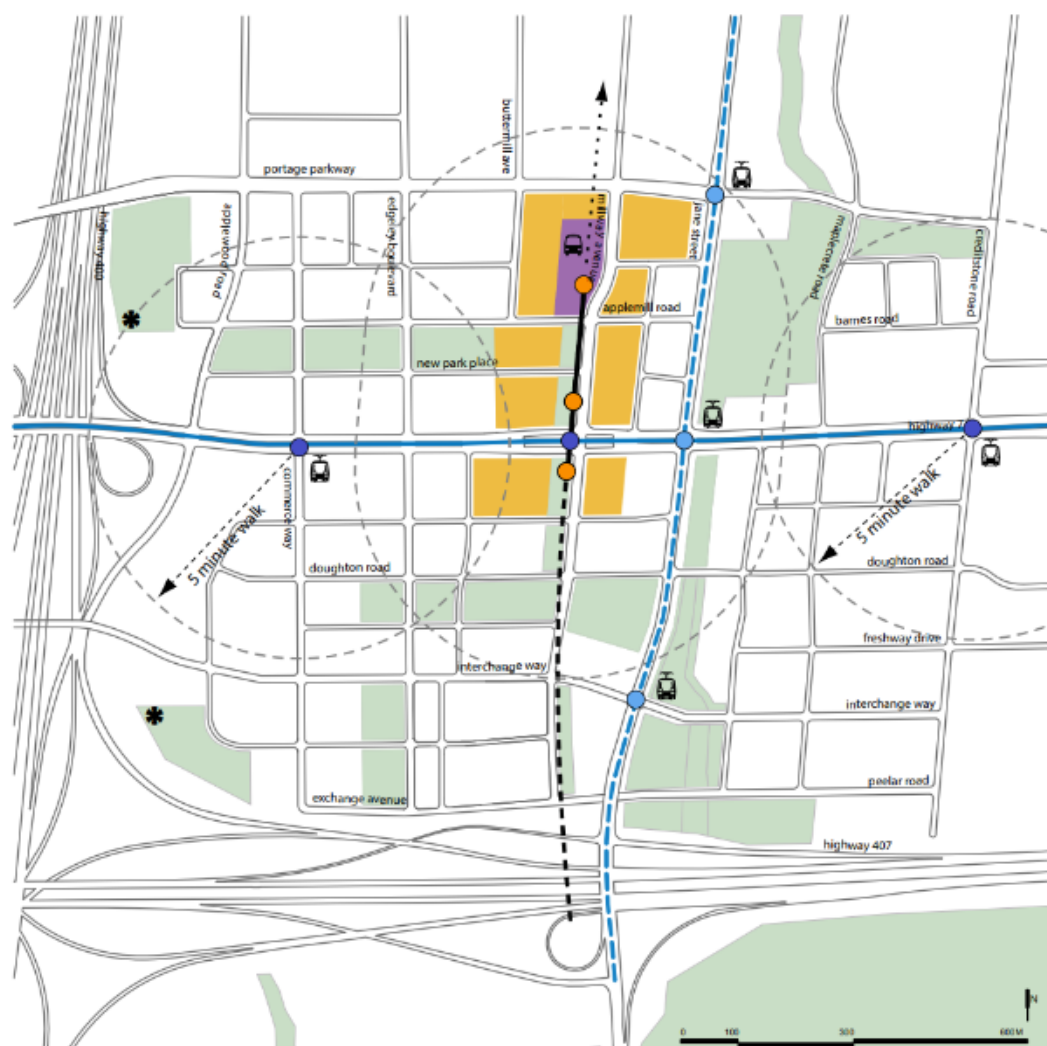 buttermill ave
portage parkway
highway 400
applewood road
edgeley boulevard
millway avenue
jane street
maplecrete road
creditstone road
applemill road
barnes road
new park place
highway 7
commerce way
5 minute walk
5 minute walk
doughton road
doughton road
freshway drive
interchange way
interchange way
peelar road
exchange avenue
highway 407
N
0 100 300 600M